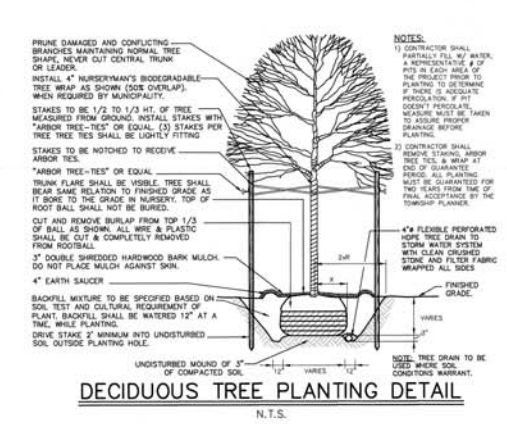 PRUNE DAMAGED AND CONFLICTING
BRANCHES MAINTAINING NORMAL TREE
SHAPE, NEVER CUT CENTRAL TRUNK
OR LEADER.
INSTALL 4" NURSERYMAN'S BIODEGRADABLE
TREE WRAP AS SHOWN (50% OVERLAP).
WHEN REQUIRED BY MUNICIPALITY.
STAKES TO BE 1/2 TO 1/3 HT. OF TREE
MEASURED FROM GROUND. INSTALL STAKES WITH
"ARBOR TREE-TIES" OR EQUAL. (3) STAKES PER
TREE TREE TIES SHALL BE LIGHTLY FITTING
STAKES TO BE NOTCHED TO RECEIVE
ARBOR TIES.
"ARBOR TREE-TIES" OR EQUAL
TRUNK FLARE SHALL BE VISIBLE. TREE SHALL
BEAR SAME RELATION TO FINISHED GRADE AS
IT BORE TO THE GRADE IN NURSERY. TOP OF
ROOT BALL SHALL NOT BE BURIED.
CUT AND REMOVE BURLAP FROM TOP 1/3
OF BALL AS SHOWN. ALL WIRE & PLASTIC
SHALL BE CUT & COMPLETELY REMOVED
FROM ROOTBALL
3" DOUBLE SHREDDED HARDWOOD BARK MULCH.
DO NOT PLACE MULCH AGAINST SKIN.
4" EARTH SAUCER
BACKFILL MIXTURE TO BE SPECIFIED BASED ON
SOIL TEST AND CULTURAL REQUIREMENT OF
PLANT. BACKFILL SHALL BE WATERED 12" AT A
TIME, WHILE PLANTING.
DRIVE STAKE 2' MINIMUM INTO UNDISTURBED
SOIL OUTSIDE PLANTING HOLE.
UNDISTURBED MOUND OF 3"
OF COMPACTED SOIL
12"
VARIES
12"
X
NOTES:
1) CONTRACTOR SHALL
PARTIALLY FILL W/ WATER,
A REPRESENTATIVE # OF
PITS IN EACH AREA OF
THE PROJECT PRIOR TO
PLANTING TO DETERMINE
IF THERE IS ADEQUATE
PERCOLATION. IF PIT
DOESN'T PERCOLATE,
MEASURE MUST BE TAKEN
TO ASSURE PROPER
DRAINAGE BEFORE
PLANTING.
2) CONTRACTOR SHALL
REMOVE STAKING, ARBOR
TREE TIES, & WRAP AT
END OF GUARANTEE
PERIOD. ALL PLANTING
MUST BE GUARANTEED FOR
TWO YEARS FROM TIME OF
FINAL ACCEPTANCE BY THE
TOWNSHIP PLANNER.
4"ø FLEXIBLE PERFORATED
HDPE TREE DRAIN TO
STORM WATER SYSTEM
WITH CLEAN CRUSHED
STONE AND FILTER FABRIC
WRAPPED ALL SIDES
FINISHED
GRADE.
VARIES
3"
NOTE: TREE DRAIN TO BE
USED WHERE SOIL
CONDITIONS WARRANT.
DECIDUOUS TREE PLANTING DETAIL
N.T.S.